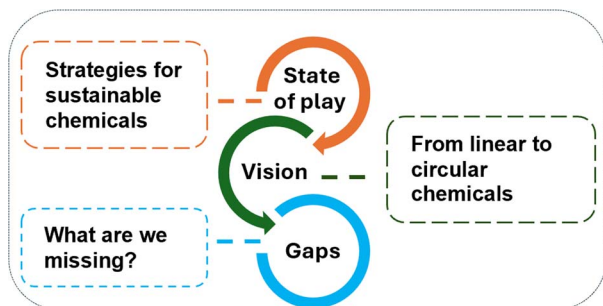 Strategies for
sustainable
chemicals
State
of play
Vision
From linear to
circular
chemicals
What are we
missing?
Gaps